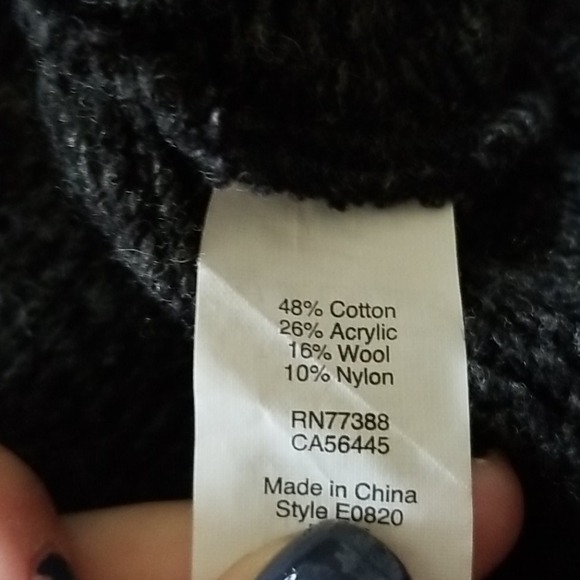 48% Cotton
26% Acrylic
16% Wool
10% Nylon
RN77388
CA56445
Made in China
Style E0820